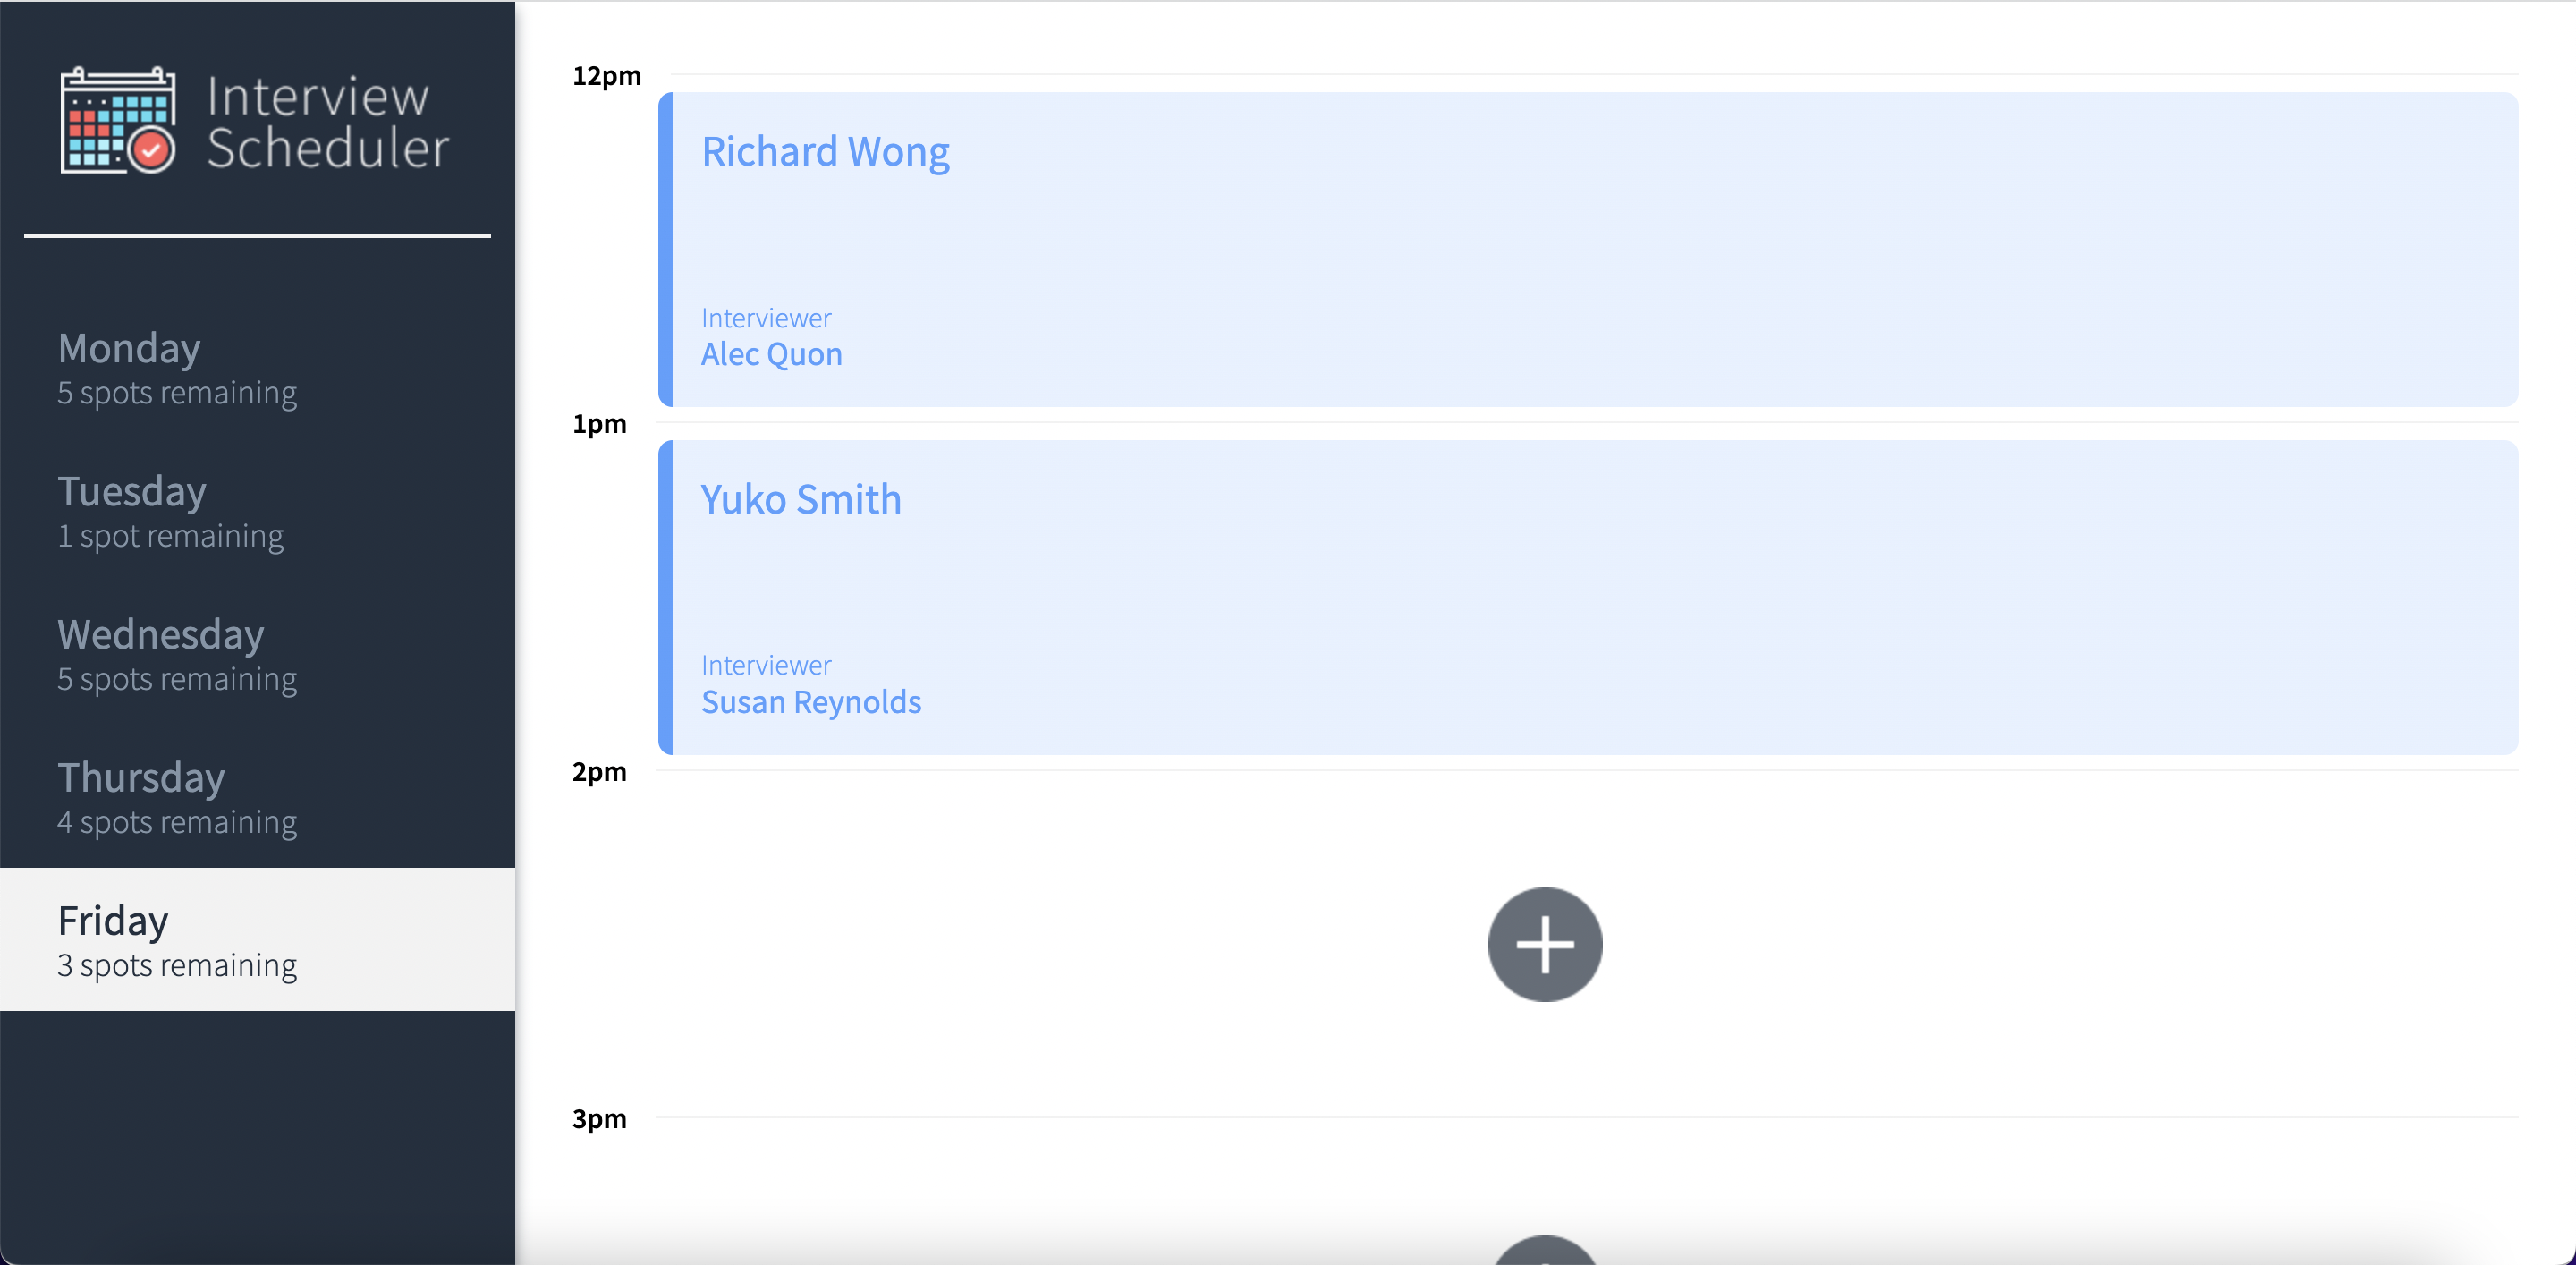 Interview
Scheduler
Monday
5 spots remaining
Tuesday
1 spot remaining
Wednesday
5 spots remaining
Thursday
4 spots remaining
Friday
3 spots remaining
12pm
Richard Wong
Interviewer
Alec Quon
1pm
Yuko Smith
Interviewer
Susan Reynolds
2pm
3pm